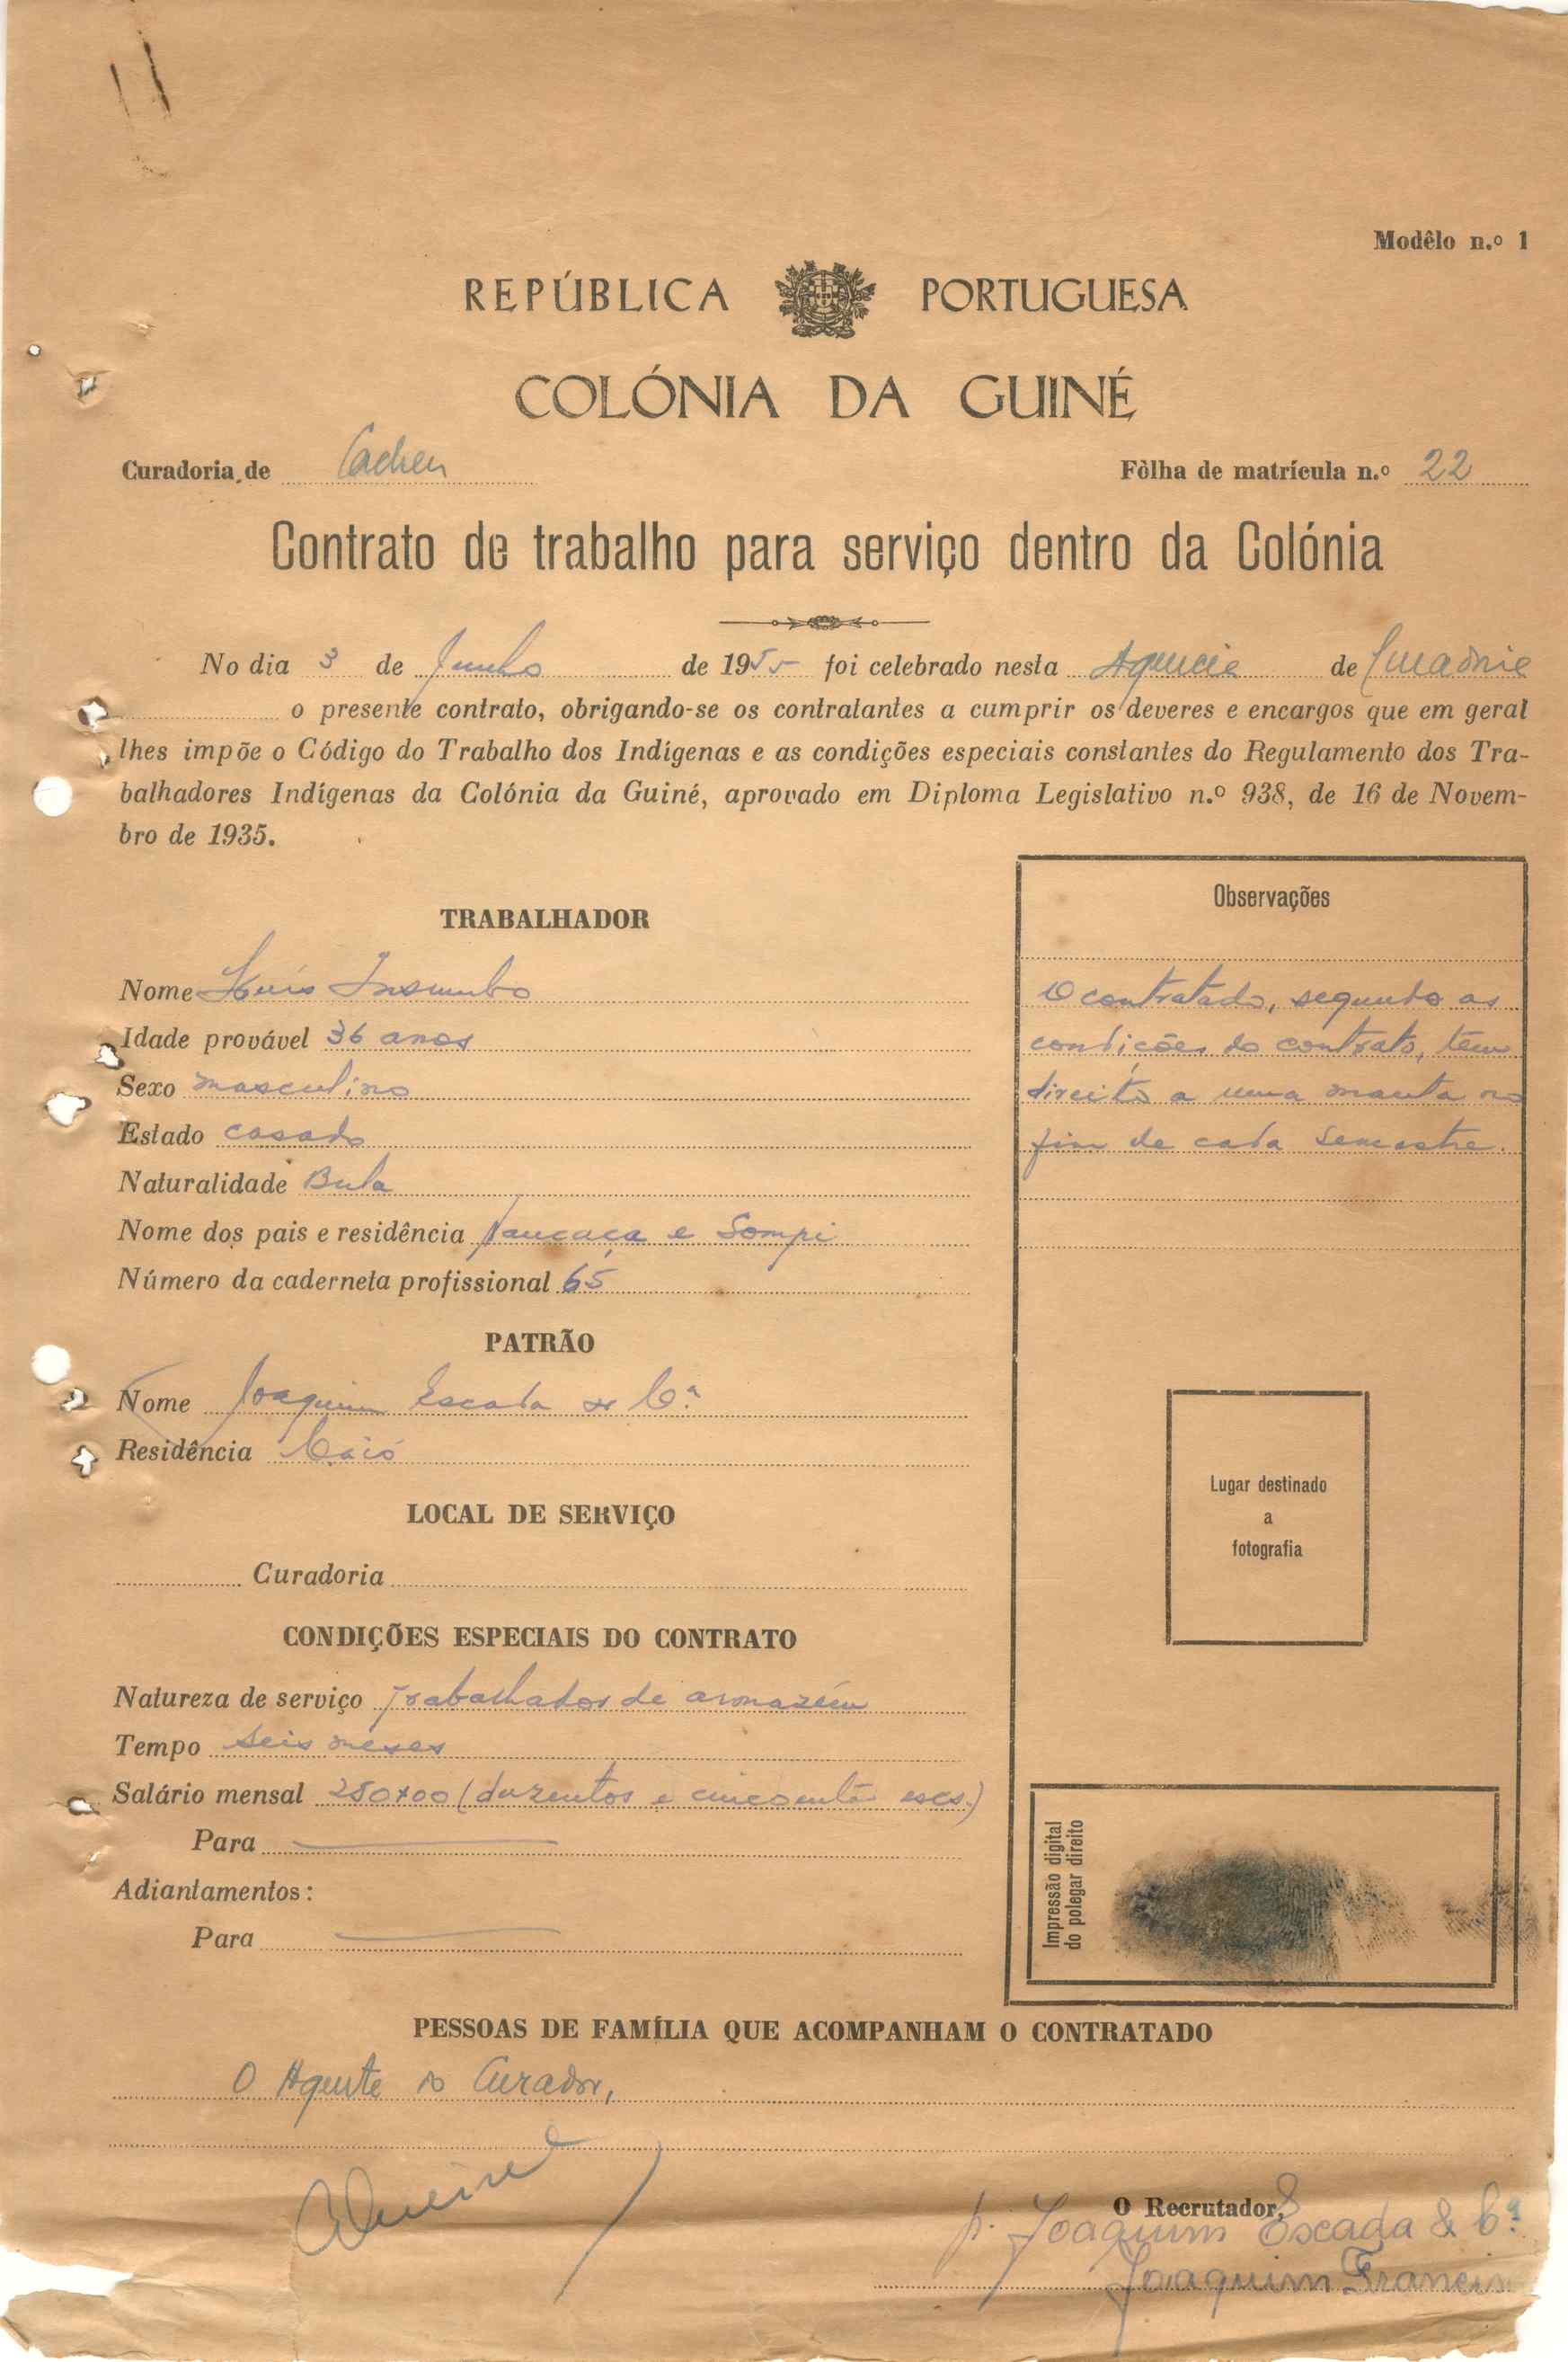 Modêlo n.º 1
REPÚBLICA PORTUGUESA
COLÓNIA DA GUINÉ
Curadoria de Cacheu Fòlha de matrícula n.º 22
Contrato de trabalho para serviço dentro da Colónia
No dia 3 de Junho de 1955 foi celebrado nesta Agencia de Curadoria
o presente contrato, obrigando-se os contratantes a cumprir os deveres e encargos que em geral
lhes impõe o Código do Trabalho dos Indígenas e as condições especiais constantes do Regulamento dos Tra-
balhadores Indígenas da Colónia da Guiné, aprovado em Diploma Legislativo n.º 938, de 16 de Novem-
bro de 1935.
TRABALHADOR
Nome Luís Insumbo
Idade provável 36 anos
Sexo masculino
Estado casado
Naturalidade Bula
Nome dos pais e residência e Sompi
Número da caderneta profissional 65
PATRÃO
Nome Joaquim Escada & C.ª
Residência Caió
LOCAL DE SERVIÇO
Curadoria
CONDIÇÕES ESPECIAIS DO CONTRATO
Natureza de serviço Trabalhador de armazém
Tempo Seis meses
Salário mensal 250$00 (duzentos e cincoenta escs.)
Para
Adiantamentos:
Para
Observações
O contratado, segundo as
condições do contrato, tem
direito a uma manta no
fim de cada semestre.
Lugar destinado
a
fotografia
Impressão digital
do polegar direito
PESSOAS DE FAMÍLIA QUE ACOMPANHAM O CONTRATADO
O Agente do Curador,
O Recrutador,
p. Joaquim Escada & C.ª
Joaquim Francis